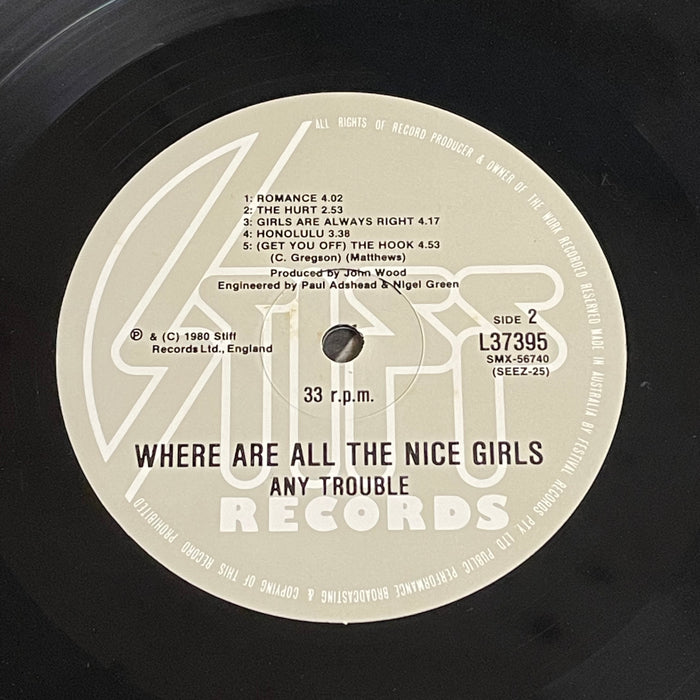 ALL RIGHTS OF RECORD PRODUCER & OWNER OF THE WORK RECORDED RESERVED MADE IN AUSTRALIA BY FESTIVAL RECORDS PTY. LTD PUBLIC PERFORMANCE BROADCASTING & COPYING OF THIS RECORD PROHIBITED
1: ROMANCE 4.02
2: THE HURT 2.53
3: GIRLS ARE ALWAYS RIGHT 4.17
4: HONOLULU 3.38
5: (GET YOU OFF) THE HOOK 4.53
(C. Gregson) (Matthews)
Produced by John Wood
Engineered by Paul Adshead & Nigel Green
STIFF
℗ & (C) 1980 Stiff
Records Ltd., England
SIDE 2
L37395
SMX-56740
(SEEZ-25)
33 r.p.m.
WHERE ARE ALL THE NICE GIRLS
ANY TROUBLE
RECORDS